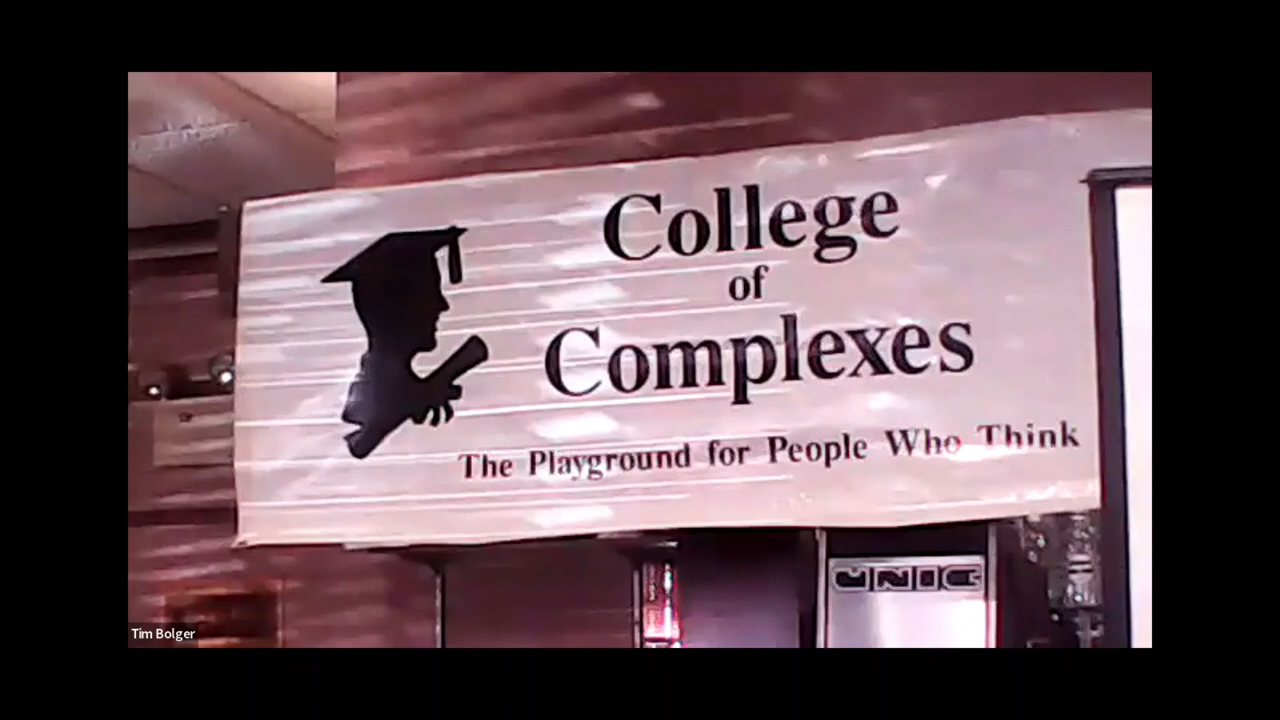 College
of
Complexes
The Playground for People Who Think
UNIC
Tim Bolger